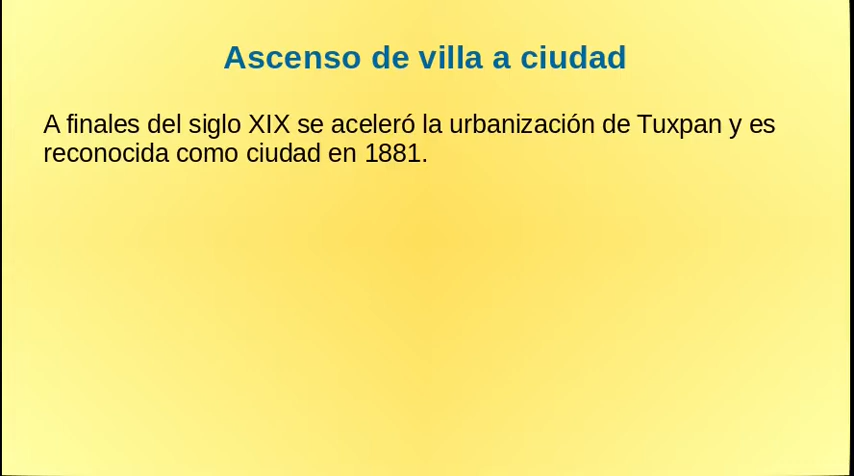 Ascenso de villa a ciudad
A finales del siglo XIX se aceleró la urbanización de Tuxpan y es
reconocida como ciudad en 1881.